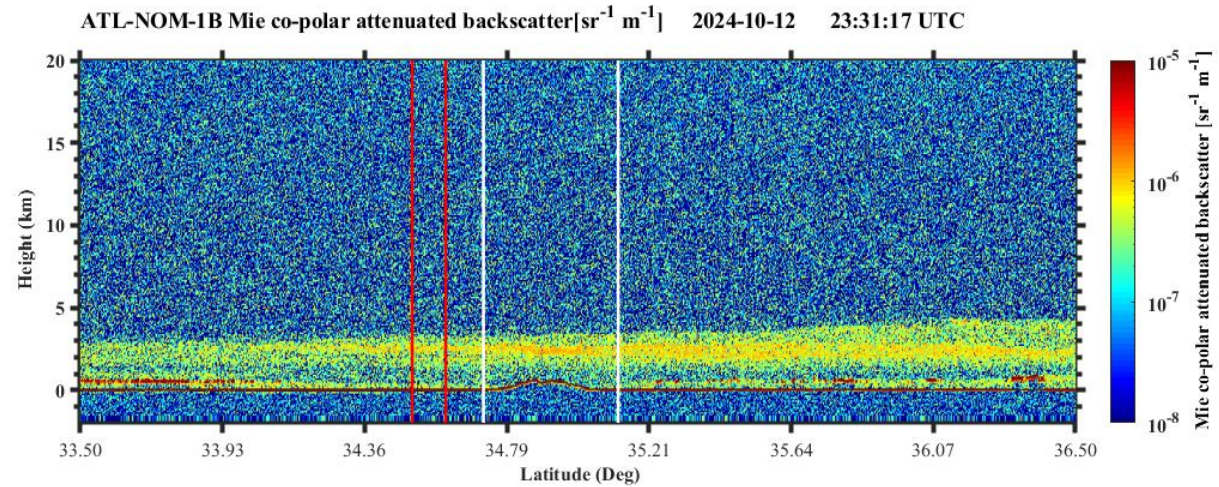 ATL-NOM-1B Mie co-polar attenuated backscatter[sr⁻¹ m⁻¹] 2024-10-12 23:31:17 UTC
20
15
10
5
0
Height (km)
33.50 33.93 34.36 34.79 35.21 35.64 36.07 36.50
Latitude (Deg)
10⁻⁵
10⁻⁶
10⁻⁷
10⁻⁸
Mie co-polar attenuated backscatter [sr⁻¹ m⁻¹]